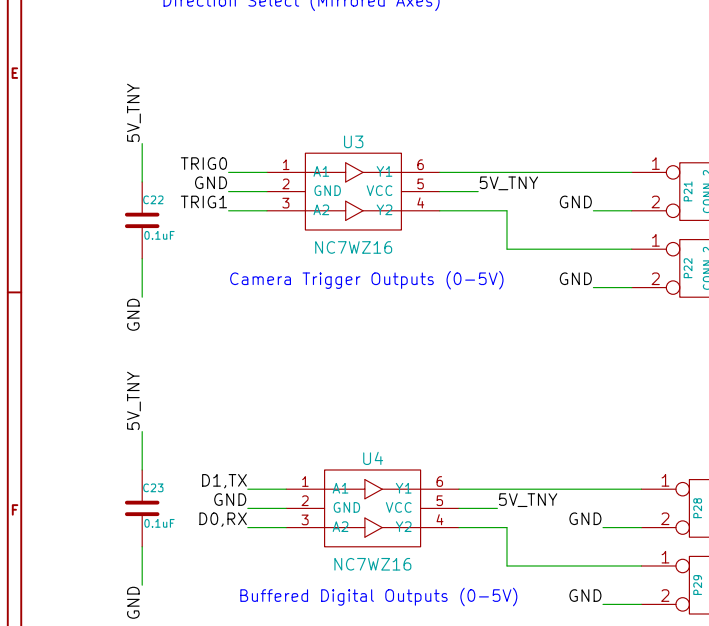 Direction Select (Mirrored Axes)
E
5V_TNY
C22
0.1uF
GND
U3
TRIG0 1 A1 Y1 6
GND 2 GND VCC 5 5V_TNY
TRIG1 3 A2 Y2 4
NC7WZ16
Camera Trigger Outputs (0-5V)
1
GND 2
P21
CONN_2
1
GND 2
P22
CONN_2
F
5V_TNY
C23
0.1uF
GND
U4
D1,TX 1 A1 Y1 6
GND 2 GND VCC 5 5V_TNY
D0,RX 3 A2 Y2 4
NC7WZ16
Buffered Digital Outputs (0-5V)
1
GND 2
P28
1
GND 2
P29